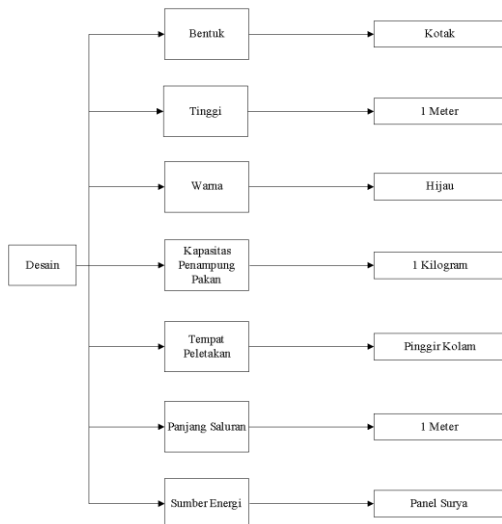 Bentuk
Kotak
Tinggi
1 Meter
Warna
Hijau
Desain
Kapasitas
Penampung
Pakan
1 Kilogram
Tempat
Peletakan
Pinggir Kolam
Panjang Saluran
1 Meter
Sumber Energi
Panel Surya